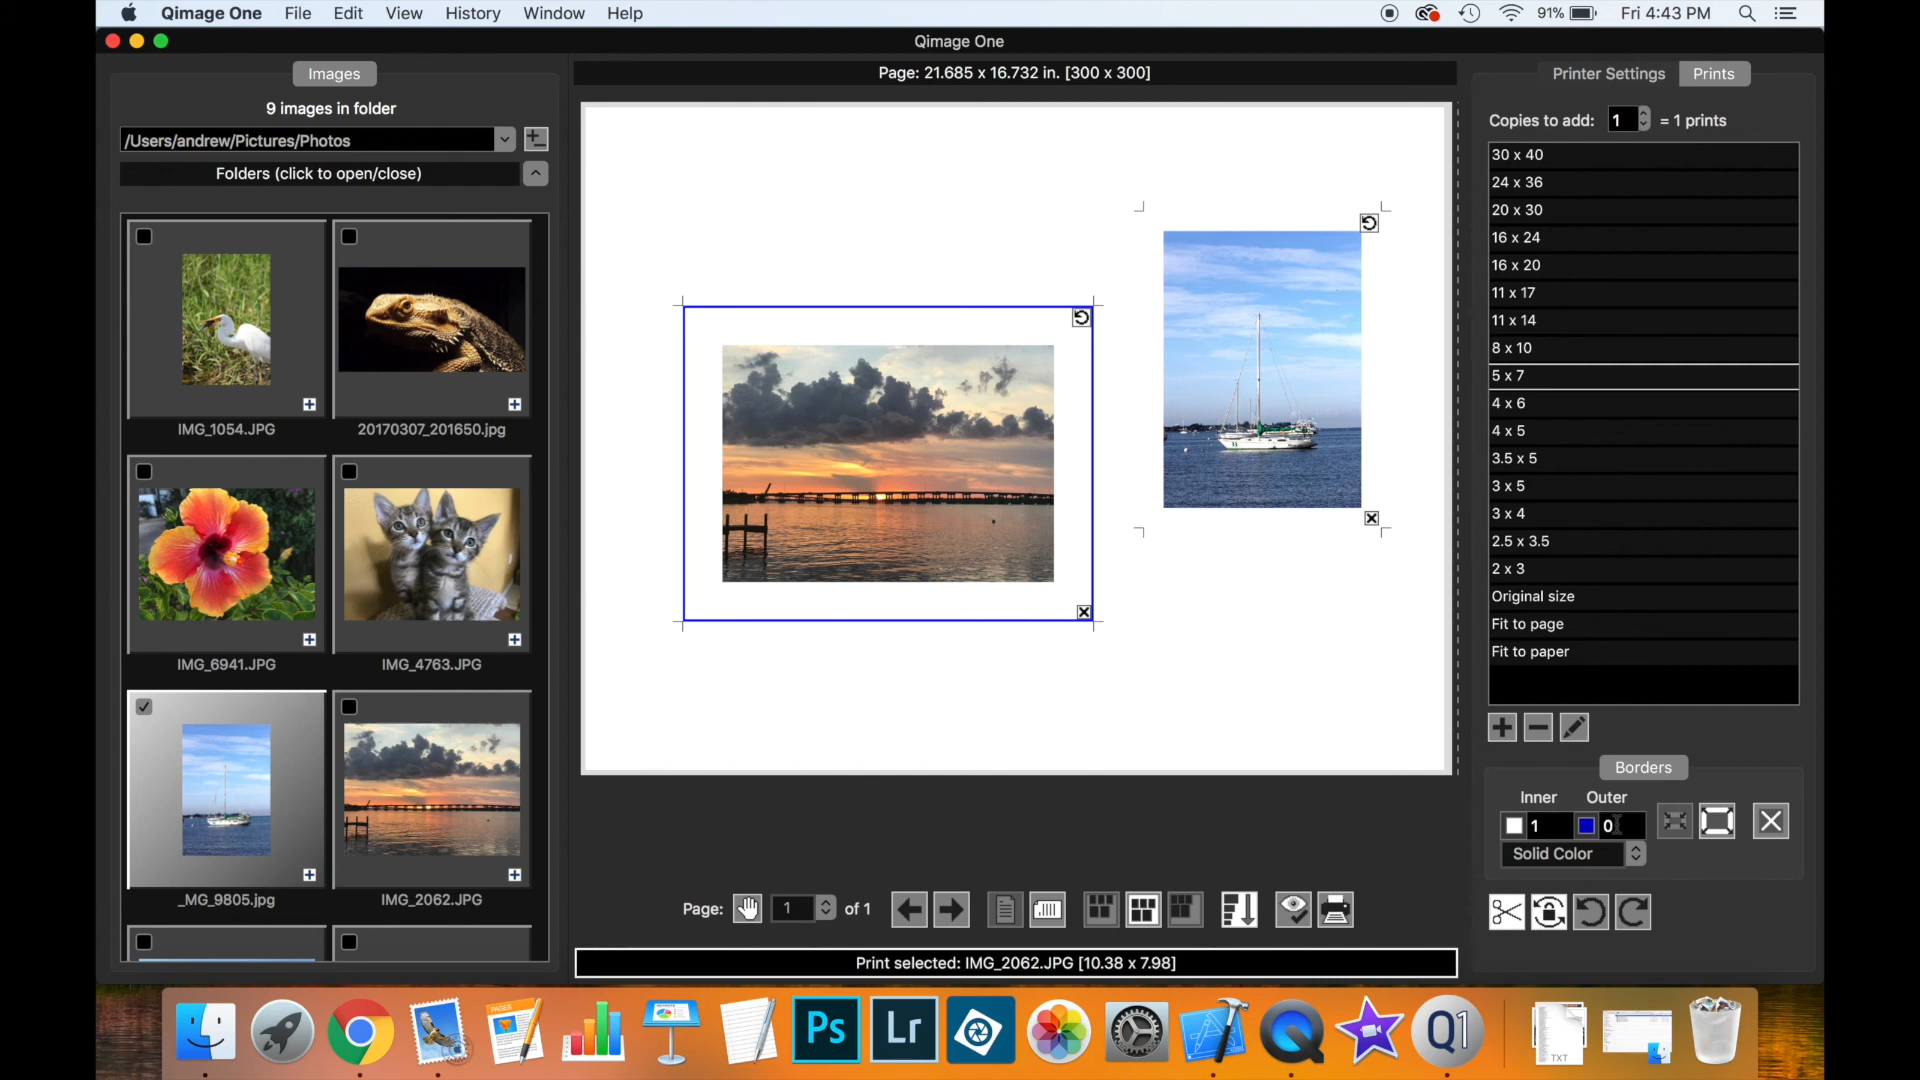 Qimage One File Edit View History Window Help
91% Fri 4:43 PM
Qimage One
Images
9 images in folder
/Users/andrew/Pictures/Photos
Folders (click to open/close)
IMG_1054.JPG
20170307_201650.jpg
IMG_6941.JPG
IMG_4763.JPG
_MG_9805.jpg
IMG_2062.JPG
Page: 21.685 x 16.732 in. [300 x 300]
Page: 1 of 1
Print selected: IMG_2062.JPG [10.38 x 7.98]
Printer Settings Prints
Copies to add: 1 = 1 prints
30 x 40
24 x 36
20 x 30
16 x 24
16 x 20
11 x 17
11 x 14
8 x 10
5 x 7
4 x 6
4 x 5
3.5 x 5
3 x 5
3 x 4
2.5 x 3.5
2 x 3
Original size
Fit to page
Fit to paper
Borders
Inner Outer
1 0
Solid Color
PAGES
Ps
Lr
Q1
TXT